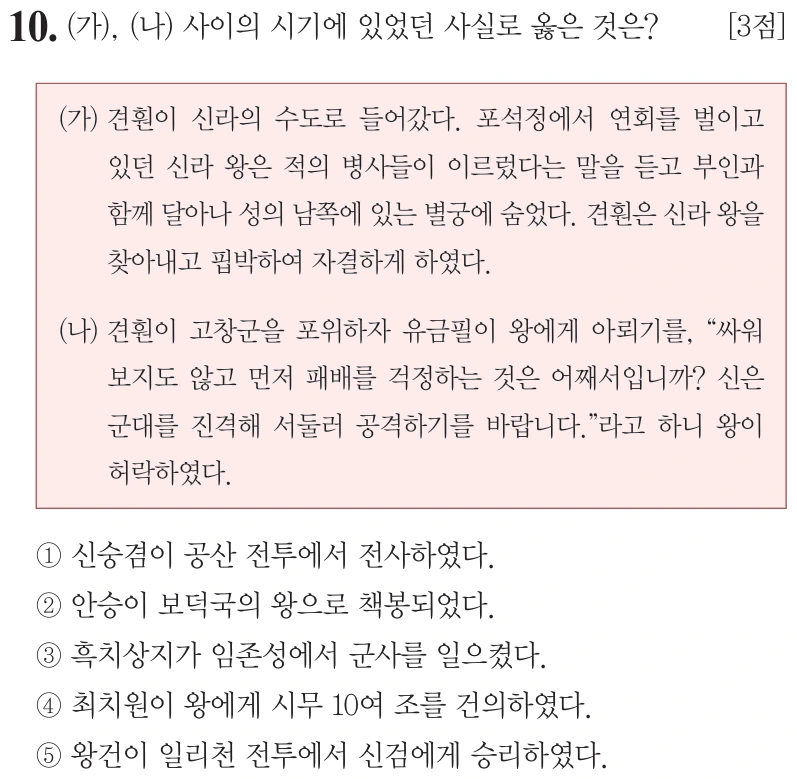 10. (가), (나) 사이의 시기에 있었던 사실로 옳은 것은? [3점]
(가) 견훤이 신라의 수도로 들어갔다. 포석정에서 연회를 벌이고
있던 신라 왕은 적의 병사들이 이르렀다는 말을 듣고 부인과
함께 달아나 성의 남쪽에 있는 별궁에 숨었다. 견훤은 신라 왕을
찾아내고 핍박하여 자결하게 하였다.
(나) 견훤이 고창군을 포위하자 유금필이 왕에게 아뢰기를, “싸워
보지도 않고 먼저 패배를 걱정하는 것은 어째서입니까? 신은
군대를 진격해 서둘러 공격하기를 바랍니다.”라고 하니 왕이
허락하였다.
① 신숭겸이 공산 전투에서 전사하였다.
② 안승이 보덕국의 왕으로 책봉되었다.
③ 흑치상지가 임존성에서 군사를 일으켰다.
④ 최치원이 왕에게 시무 10여 조를 건의하였다.
⑤ 왕건이 일리천 전투에서 신검에게 승리하였다.